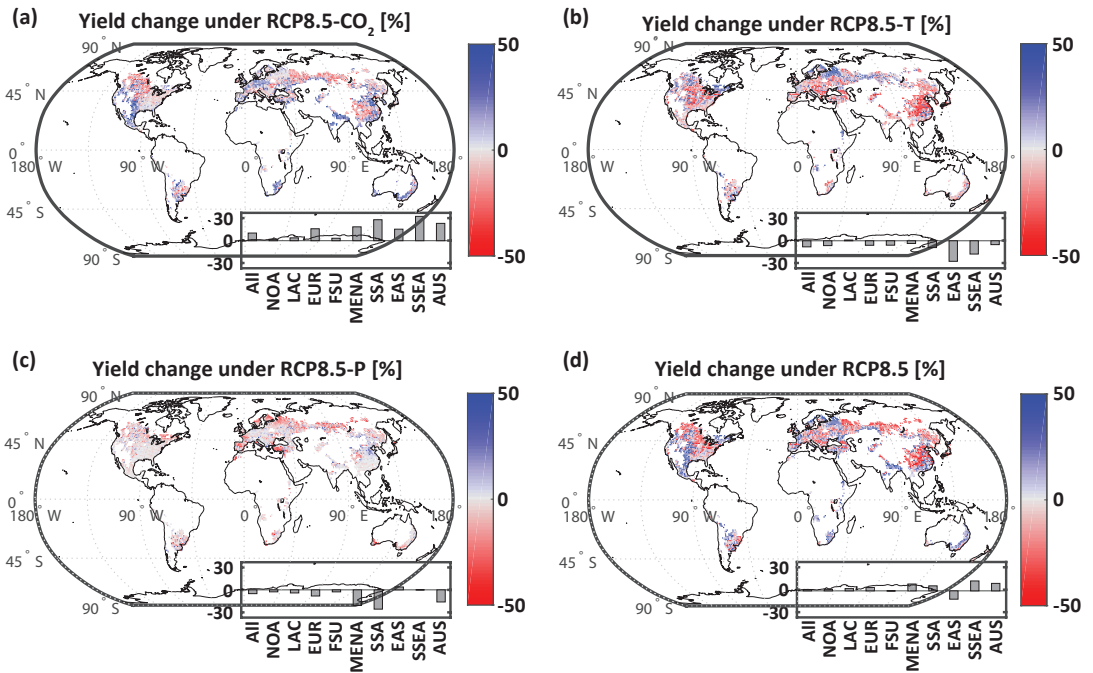 (a)
Yield change under RCP8.5-CO2 [%]
90° N
45° N
0
180° W
90° W
0
90° E
180°
45° S
90° S
50
0
-50
30
0
-30
All
NOA
LAC
EUR
FSU
MENA
SSA
EAS
SSEA
AUS
(b)
Yield change under RCP8.5-T [%]
90° N
45° N
0
180° W
90° W
0
90° E
180°
45° S
90° S
50
0
-50
30
0
-30
All
NOA
LAC
EUR
FSU
MENA
SSA
EAS
SSEA
AUS
(c)
Yield change under RCP8.5-P [%]
90° N
45° N
0
180° W
90° W
0
90° E
180°
45° S
90° S
50
0
-50
30
0
-30
All
NOA
LAC
EUR
FSU
MENA
SSA
EAS
SSEA
AUS
(d)
Yield change under RCP8.5 [%]
90° N
45° N
0
180° W
90° W
0
90° E
180°
45° S
90° S
50
0
-50
30
0
-30
All
NOA
LAC
EUR
FSU
MENA
SSA
EAS
SSEA
AUS